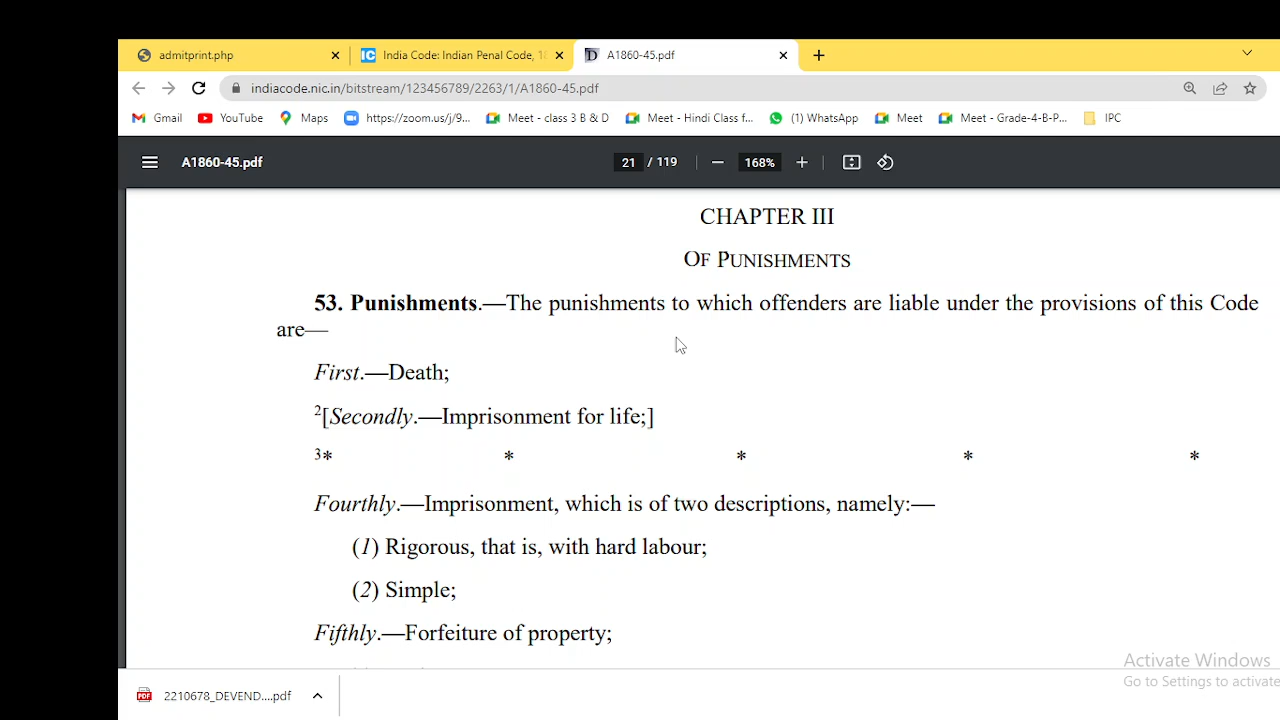 admitprint.php
India Code: Indian Penal Code, 18
A1860-45.pdf
indiacode.nic.in/bitstream/123456789/2263/1/A1860-45.pdf
Gmail YouTube Maps https://zoom.us/j/9... Meet - class 3 B & D Meet - Hindi Class f... (1) WhatsApp Meet Meet - Grade-4-B-P... IPC
A1860-45.pdf 21 / 119 168%
CHAPTER III
OF PUNISHMENTS
53. Punishments.—The punishments to which offenders are liable under the provisions of this Code
are—
First.—Death;
2[Secondly.—Imprisonment for life;]
3* * * * *
Fourthly.—Imprisonment, which is of two descriptions, namely:—
(1) Rigorous, that is, with hard labour;
(2) Simple;
Fifthly.—Forfeiture of property;
Activate Windows
Go to Settings to activate
2210678_DEVEND....pdf